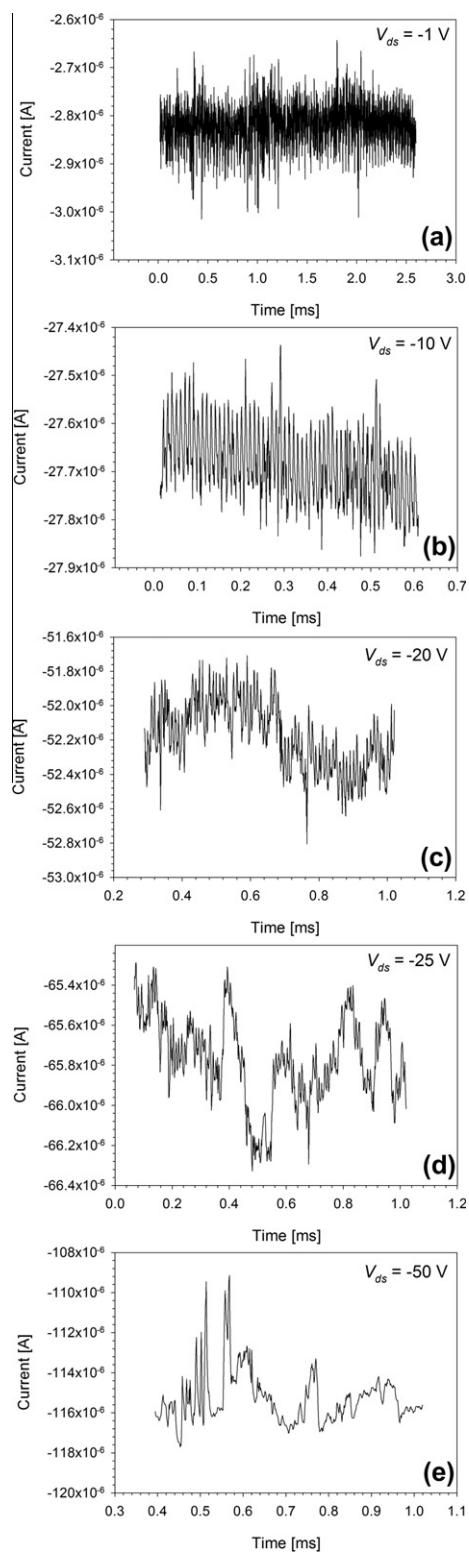 -2.6x10⁻⁶
V_ds = -1 V
-2.7x10⁻⁶
-2.8x10⁻⁶
-2.9x10⁻⁶
-3.0x10⁻⁶
-3.1x10⁻⁶
Current [A]
(a)
0.0 0.5 1.0 1.5 2.0 2.5 3.0
Time [ms]
-27.4x10⁻⁶
V_ds = -10 V
-27.5x10⁻⁶
-27.6x10⁻⁶
-27.7x10⁻⁶
-27.8x10⁻⁶
-27.9x10⁻⁶
Current [A]
(b)
0.0 0.1 0.2 0.3 0.4 0.5 0.6 0.7
Time [ms]
-51.6x10⁻⁶
V_ds = -20 V
-51.8x10⁻⁶
-52.0x10⁻⁶
-52.2x10⁻⁶
-52.4x10⁻⁶
-52.6x10⁻⁶
-52.8x10⁻⁶
-53.0x10⁻⁶
Current [A]
(c)
0.2 0.4 0.6 0.8 1.0 1.2
Time [ms]
V_ds = -25 V
-65.4x10⁻⁶
-65.6x10⁻⁶
-65.8x10⁻⁶
-66.0x10⁻⁶
-66.2x10⁻⁶
-66.4x10⁻⁶
Current [A]
(d)
0.0 0.2 0.4 0.6 0.8 1.0 1.2
Time [ms]
-108x10⁻⁶
V_ds = -50 V
-110x10⁻⁶
-112x10⁻⁶
-114x10⁻⁶
-116x10⁻⁶
-118x10⁻⁶
-120x10⁻⁶
Current [A]
(e)
0.3 0.4 0.5 0.6 0.7 0.8 0.9 1.0 1.1
Time [ms]